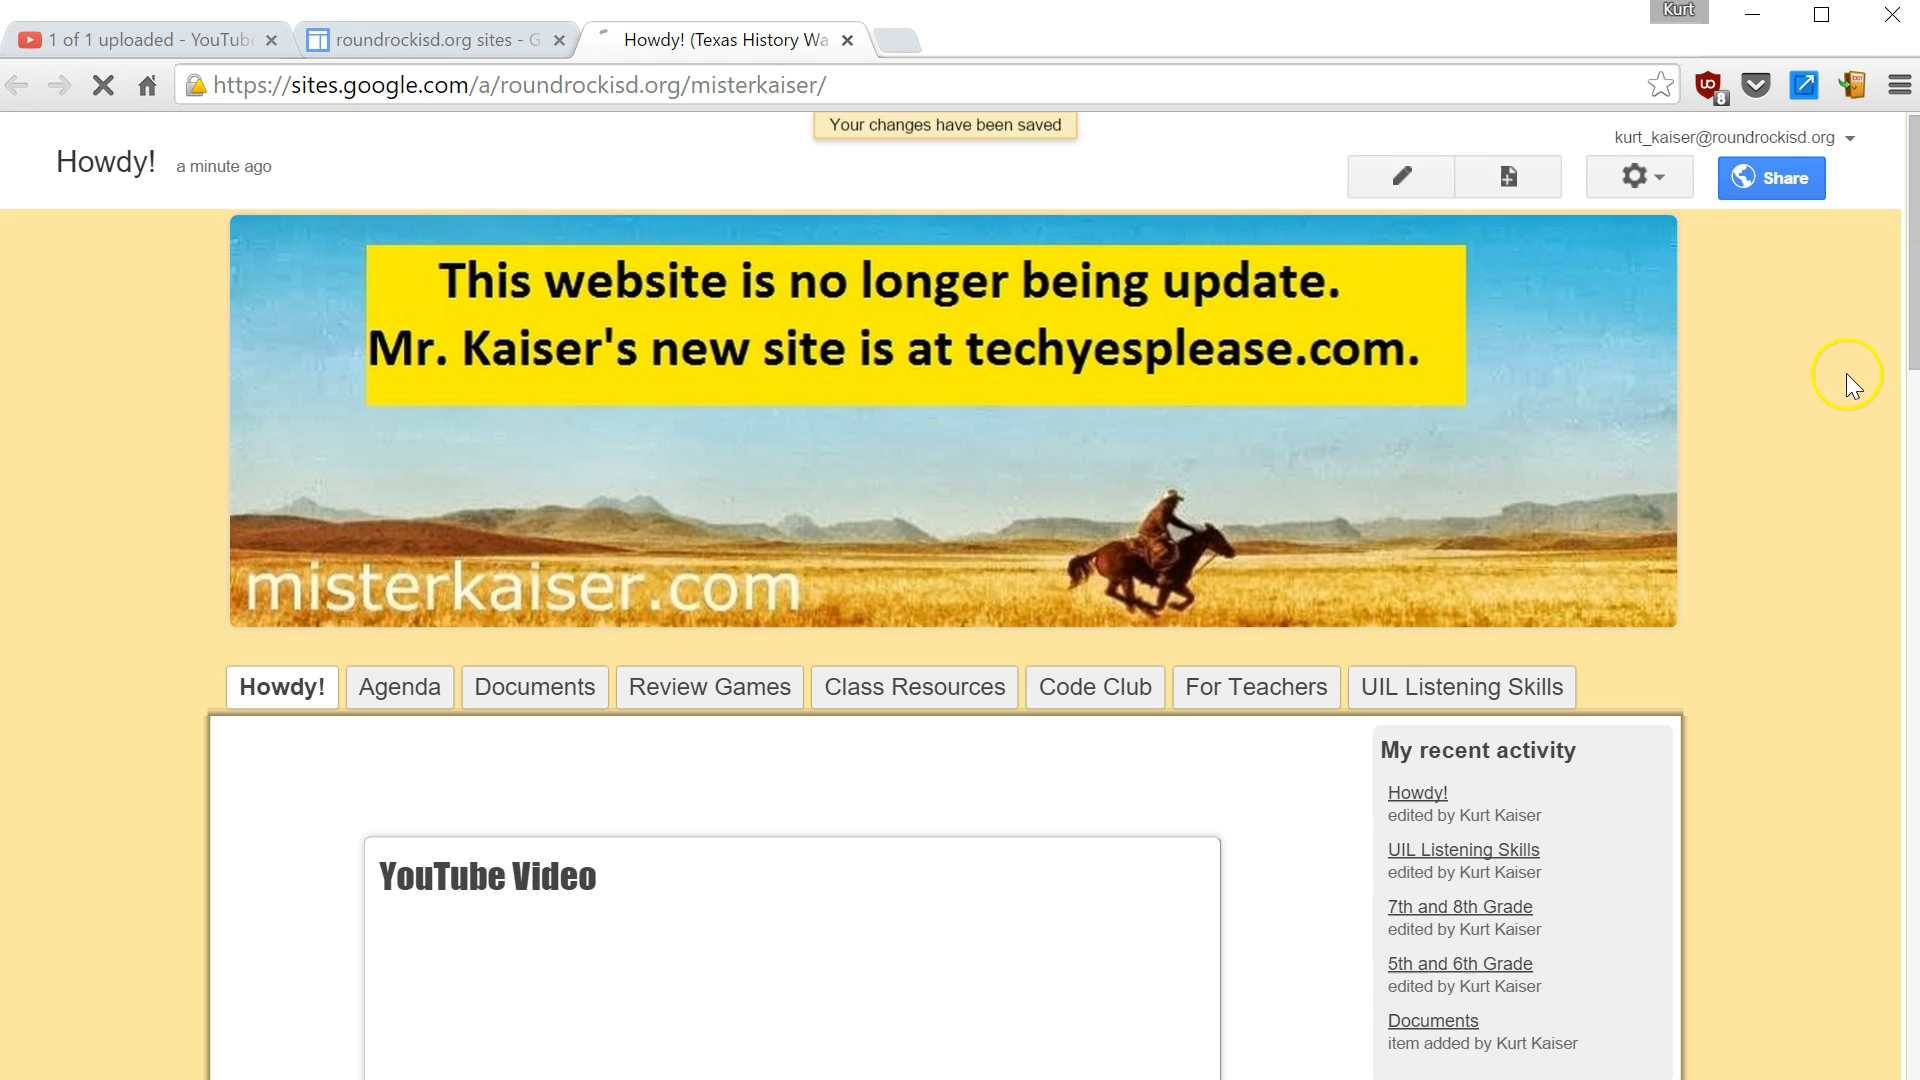 Kurt
1 of 1 uploaded - YouTube
roundrockisd.org sites - G
Howdy! (Texas History Wa
https://sites.google.com/a/roundrockisd.org/misterkaiser/
8
Your changes have been saved
kurt_kaiser@roundrockisd.org
Howdy! a minute ago
Share
This website is no longer being update.
Mr. Kaiser's new site is at techyesplease.com.
misterkaiser.com
Howdy! Agenda Documents Review Games Class Resources Code Club For Teachers UIL Listening Skills
My recent activity
Howdy!
edited by Kurt Kaiser
UIL Listening Skills
edited by Kurt Kaiser
7th and 8th Grade
edited by Kurt Kaiser
5th and 6th Grade
edited by Kurt Kaiser
Documents
item added by Kurt Kaiser
YouTube Video